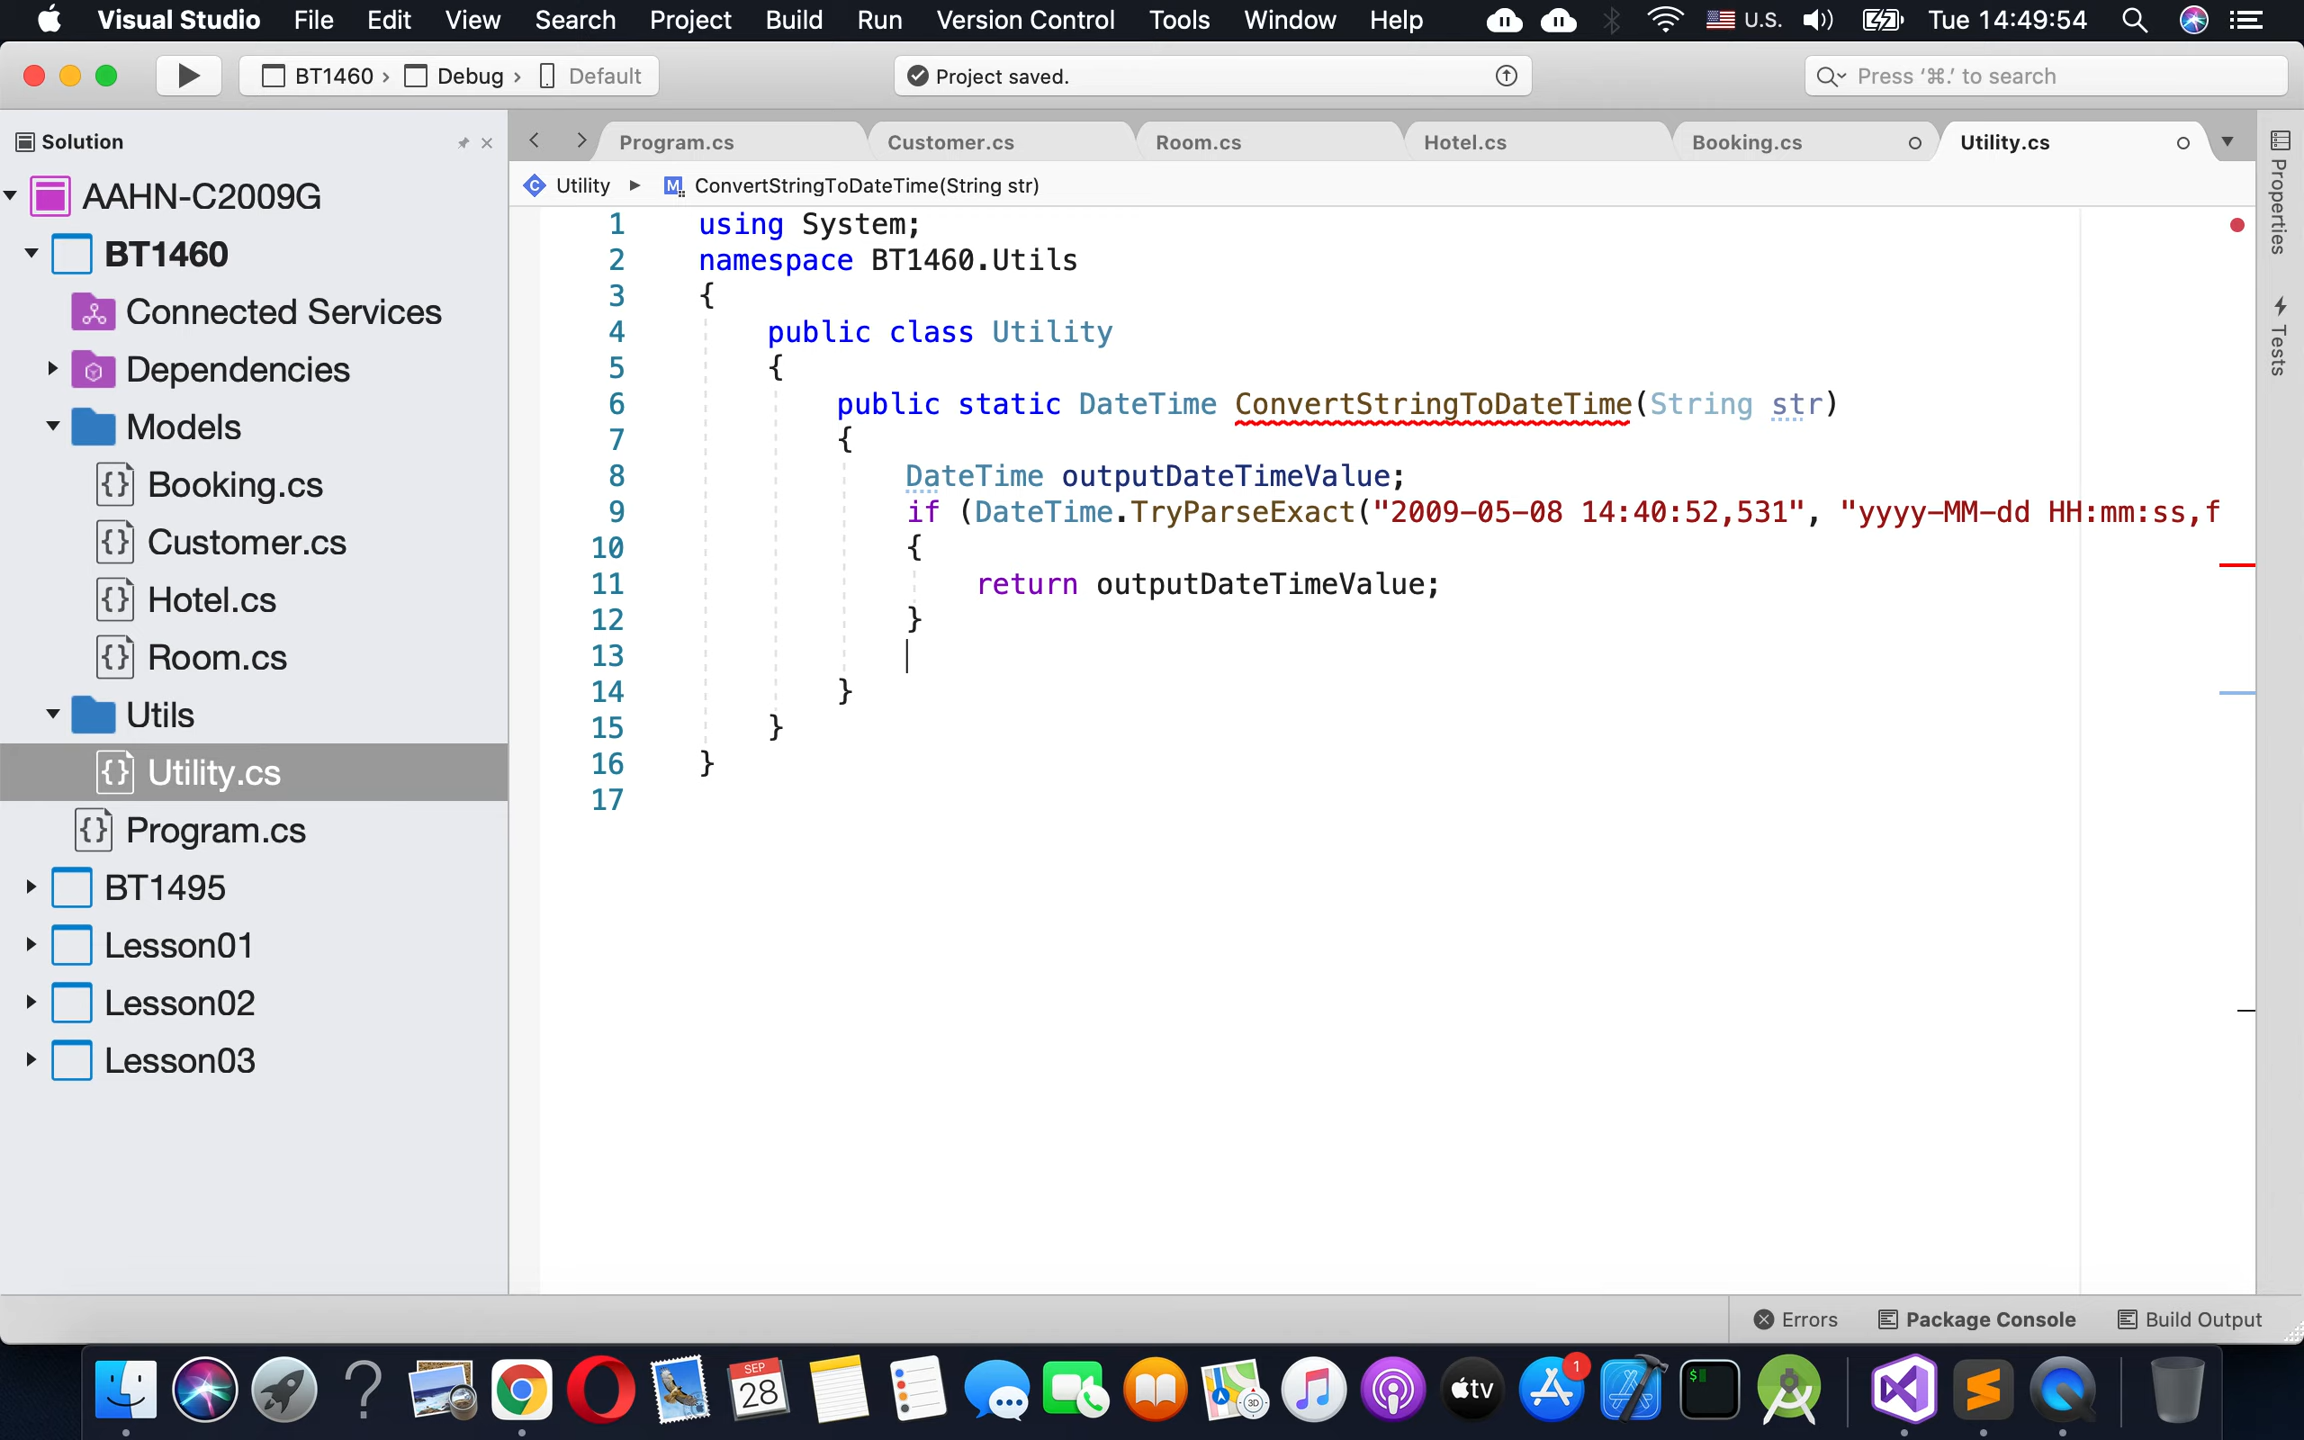 Visual Studio File Edit View Search Project Build Run Version Control Tools Window Help U.S. Tue 14:49:54
BT1460 › Debug › Default
Project saved.
Press ‘⌘.’ to search
Solution
AAHN-C2009G
BT1460
Connected Services
Dependencies
Models
Booking.cs
Customer.cs
Hotel.cs
Room.cs
Utils
Utility.cs
Program.cs
BT1495
Lesson01
Lesson02
Lesson03
Program.cs Customer.cs Room.cs Hotel.cs Booking.cs Utility.cs
Utility ▸ M ConvertStringToDateTime(String str)
1 using System;
2 namespace BT1460.Utils
3 {
4 public class Utility
5 {
6 public static DateTime ConvertStringToDateTime(String str)
7 {
8 DateTime outputDateTimeValue;
9 if (DateTime.TryParseExact("2009-05-08 14:40:52,531", "yyyy-MM-dd HH:mm:ss,f
10 {
11 return outputDateTimeValue;
12 }
13
14 }
15 }
16 }
17
Properties
Tests
Errors Package Console Build Output
SEP
28
3D
tv
1
$